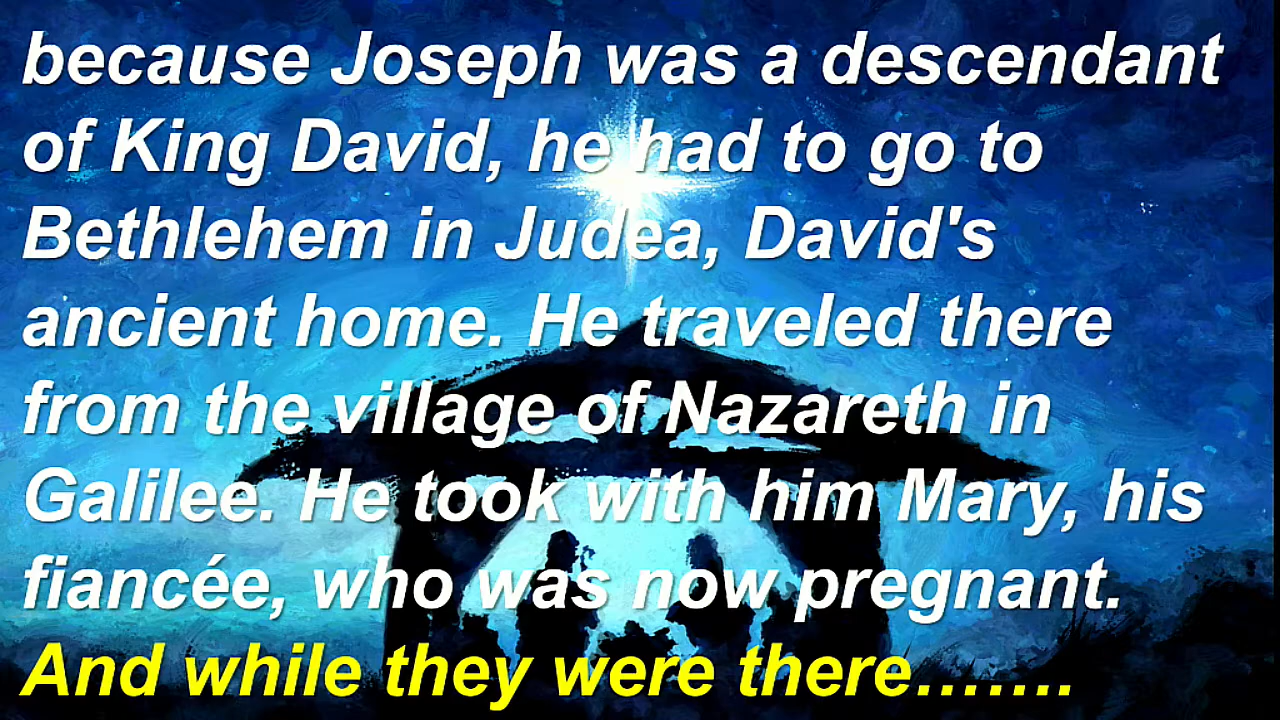 because Joseph was a descendant
of King David, he had to go to
Bethlehem in Judea, David's
ancient home. He traveled there
from the village of Nazareth in
Galilee. He took with him Mary, his
fiancée, who was now pregnant.
And while they were there.......